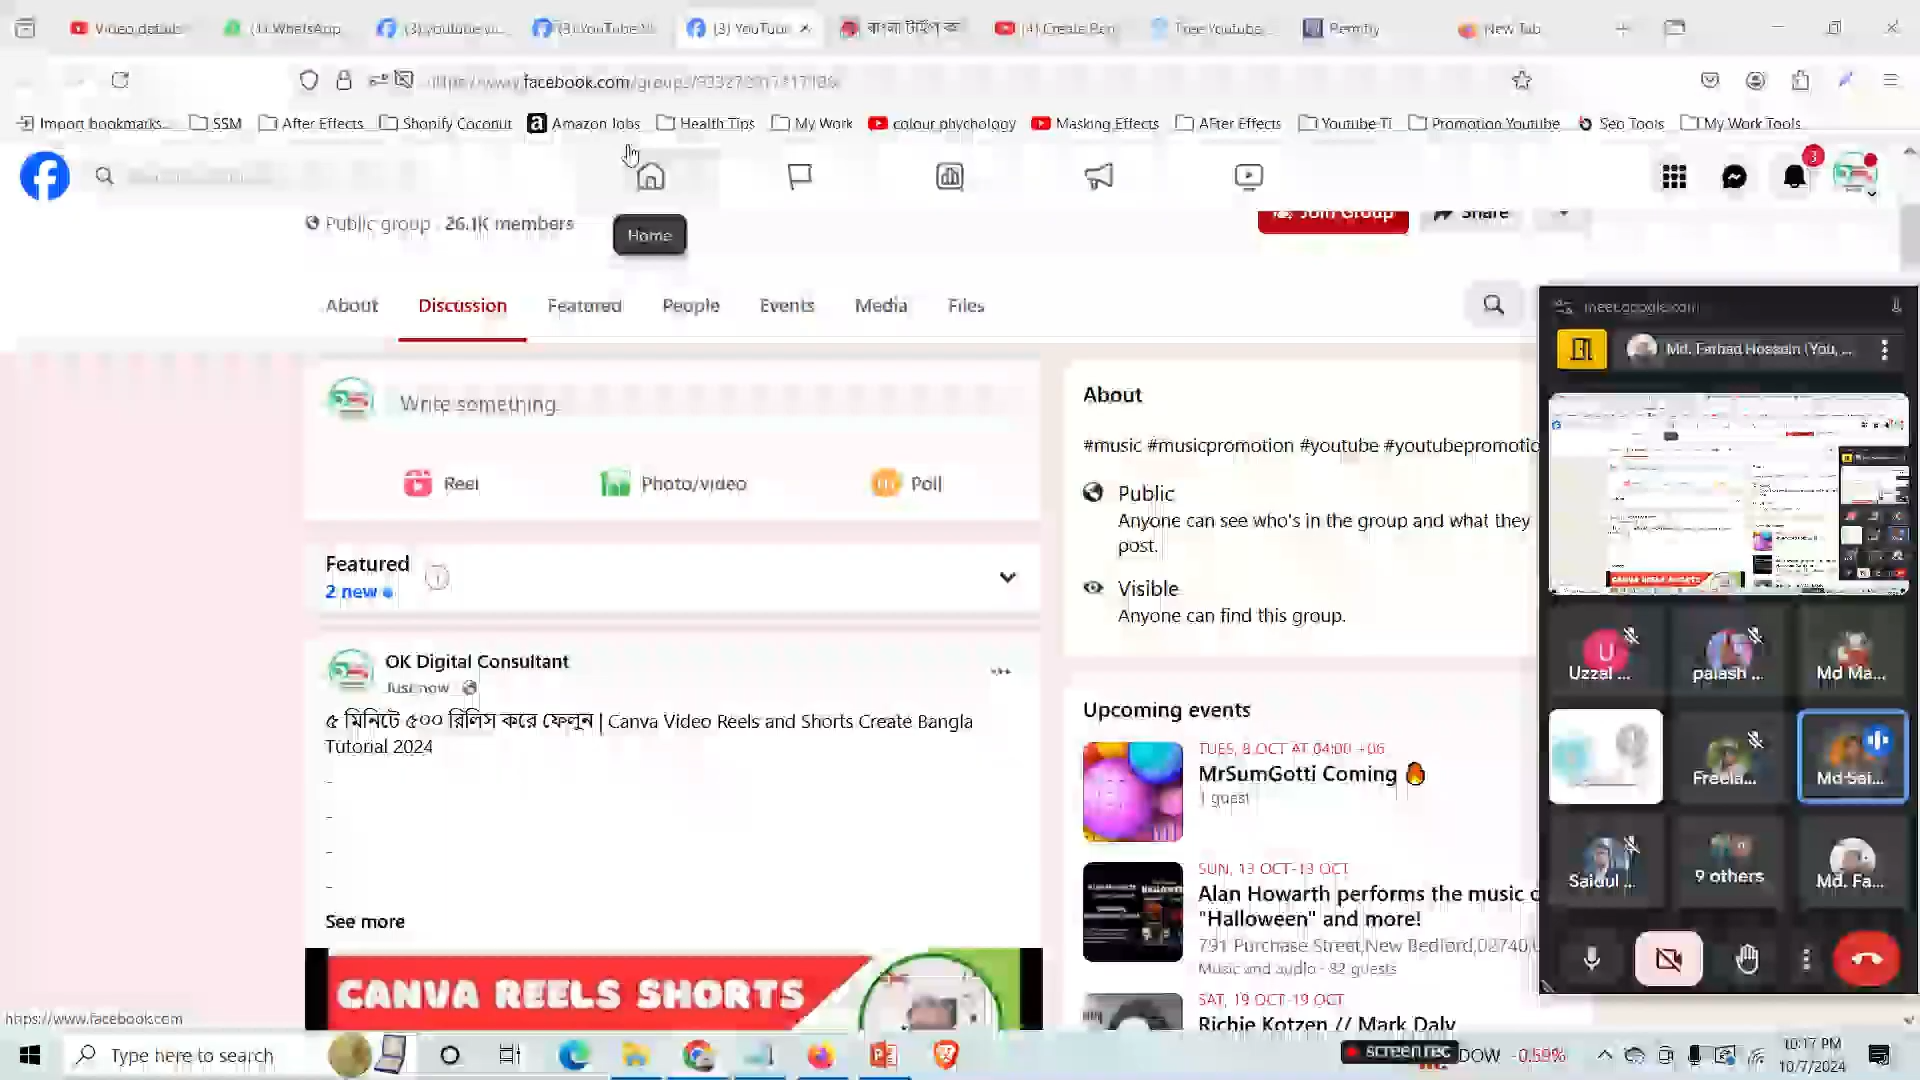 Video details
(1) WhatsApp
(3) YouTube
বাংলা টাইপ ক
(4) Create
Free Youtube
New Tab
facebook.com
Import bookmarks...
SSM
After Effects
Shopify Coconut
Amazon Jobs
Health Tips
My Work
colour phychology
Masking Effects
AFter Effects
Youtube Ti
Promotion Youtube
Seo Tools
My Work Tools
3
Public group · 26.1K members
Home
Join Group
Share
About
Discussion
Featured
People
Events
Media
Files
Write something
Reel
Photo/video
Poll
Featured
2 new
OK Digital Consultant
Just now
৫ মিনিটে ৫০০ রিলিস করে ফেলুন | Canva Video Reels and Shorts Create Bangla
Tutorial 2024
-
-
-
-
See more
CANVA REELS SHORTS
About
#music #musicpromotion #youtube #youtubepromotio
Public
Anyone can see who's in the group and what they
post.
Visible
Anyone can find this group.
Upcoming events
TUES, 8 OCT AT 04:00 +06
MrSumGotti Coming 🔥
1 guest
SUN, 13 OCT-13 OCT
Alan Howarth performs the music o
"Halloween" and more!
791 Purchase Street,New Bedford,02740,U
Music and audio · 82 guests
SAT, 19 OCT-19 OCT
Richie Kotzen // Mark Daly
meet.google.com
Md. Farhad Hossein (You, ...
Uzzal ...
palash ...
Md Ma...
Freela...
Md Sai...
Saidul ...
9 others
Md. Fa...
https://www.facebook.com
Type here to search
screen rec
DOW -0.59%
10:17 PM
10/7/2024